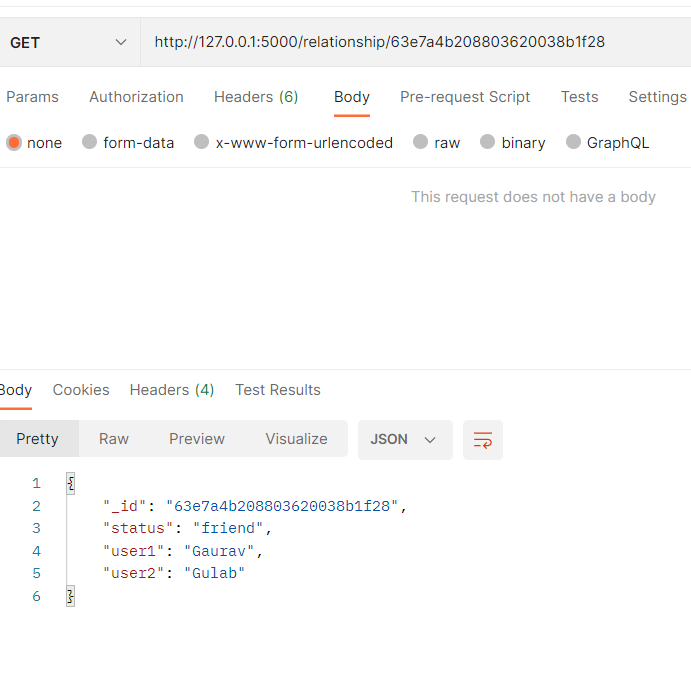 GET http://127.0.0.1:5000/relationship/63e7a4b208803620038b1f28
Params Authorization Headers (6) Body Pre-request Script Tests Settings
none form-data x-www-form-urlencoded raw binary GraphQL
This request does not have a body
Body Cookies Headers (4) Test Results
Pretty Raw Preview Visualize JSON
1 {
2 "_id": "63e7a4b208803620038b1f28",
3 "status": "friend",
4 "user1": "Gaurav",
5 "user2": "Gulab"
6 }